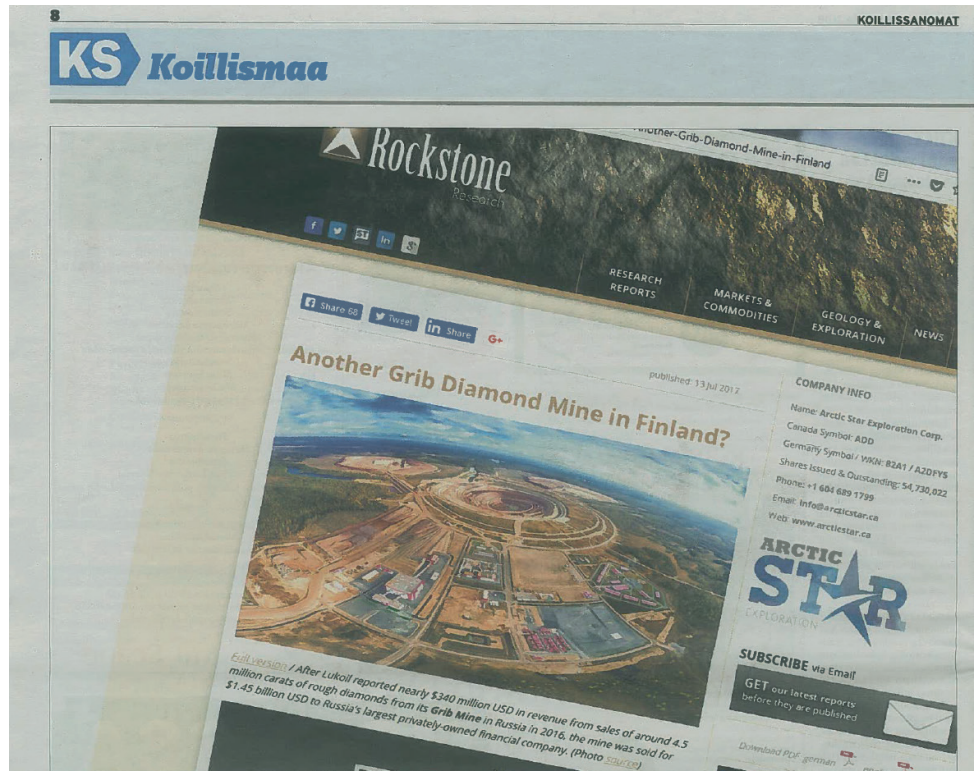 8
KOILLISSANOMAT
KS Koillismaa
nother-Grib-Diamond-Mine-in-Finland
Rockstone
Research
RESEARCH
REPORTS
MARKETS &
COMMODITIES
GEOLOGY &
EXPLORATION
NEWS
Share 68
Tweet
in Share
G+
published: 13 Jul 2017
Another Grib Diamond Mine in Finland?
Full version / After Lukoil reported nearly $340 million USD in revenue from sales of around 4.5
million carats of rough diamonds from its Grib Mine in Russia in 2016, the mine was sold for
$1.45 billion USD to Russia's largest privately-owned financial company. (Photo source)
COMPANY INFO
Name: Arctic Star Exploration Corp.
Canada Symbol: ADD
Germany Symbol / WKN: 82A1 / A2DFY5
Shares Issued & Outstanding: 54,730,022
Phone: +1 604 689 1799
Email: info@arcticstar.ca
Web: www.arcticstar.ca
ARCTIC
STAR
EXPLORATION
SUBSCRIBE via Email
GET our latest reports
before they are published
Download PDF: german